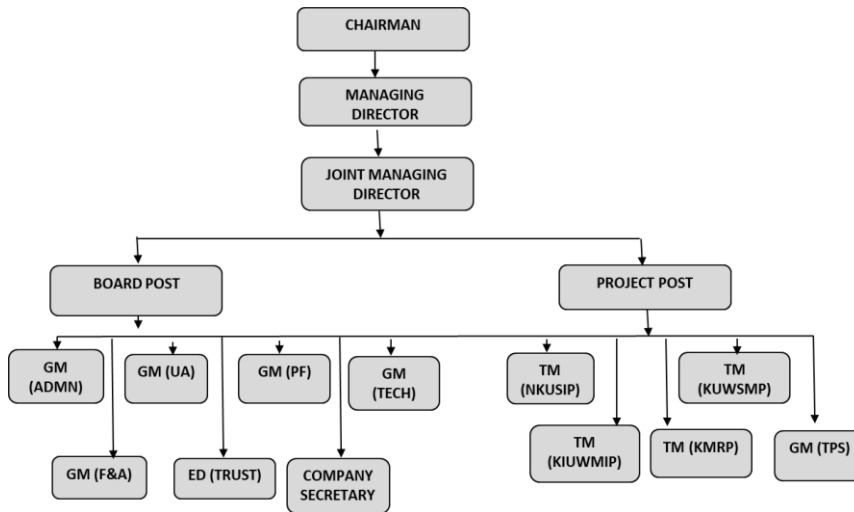 CHAIRMAN
MANAGING
DIRECTOR
JOINT MANAGING
DIRECTOR
BOARD POST
PROJECT POST
GM
(ADMN)
GM (UA)
GM (PF)
GM
(TECH)
TM
(NKUSIP)
TM
(KUWSMP)
GM (F&A)
ED (TRUST)
COMPANY
SECRETARY
TM
(KIUWMIP)
TM (KMRP)
GM (TPS)